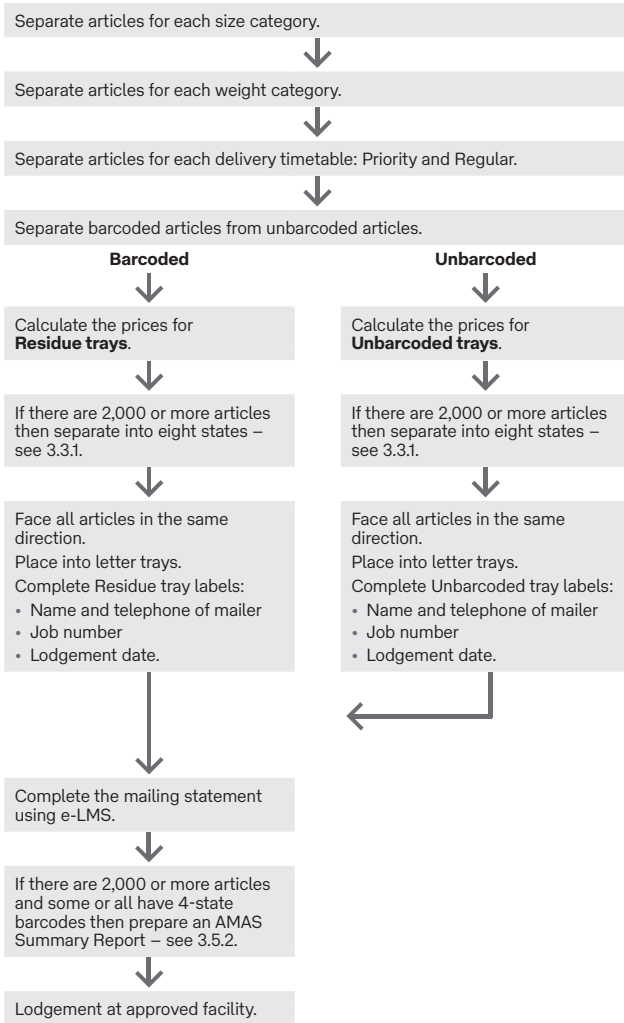 Separate articles for each size category.
Separate articles for each weight category.
Separate articles for each delivery timetable: Priority and Regular.
Separate barcoded articles from unbarcoded articles.
Barcoded
Calculate the prices for
Residue trays.
If there are 2,000 or more articles
then separate into eight states –
see 3.3.1.
Face all articles in the same
direction.
Place into letter trays.
Complete Residue tray labels:
• Name and telephone of mailer
• Job number
• Lodgement date.
Unbarcoded
Calculate the prices for
Unbarcoded trays.
If there are 2,000 or more articles
then separate into eight states –
see 3.3.1.
Face all articles in the same
direction.
Place into letter trays.
Complete Unbarcoded tray labels:
• Name and telephone of mailer
• Job number
• Lodgement date.
Complete the mailing statement
using e-LMS.
If there are 2,000 or more articles
and some or all have 4-state
barcodes then prepare an AMAS
Summary Report – see 3.5.2.
Lodgement at approved facility.